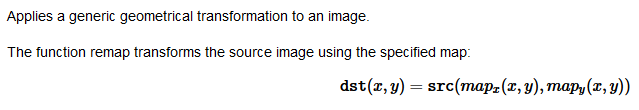 Applies a generic geometrical transformation to an image.
The function remap transforms the source image using the specified map:
dst(x, y) = src(mapₓ(x, y), mapᵧ(x, y))